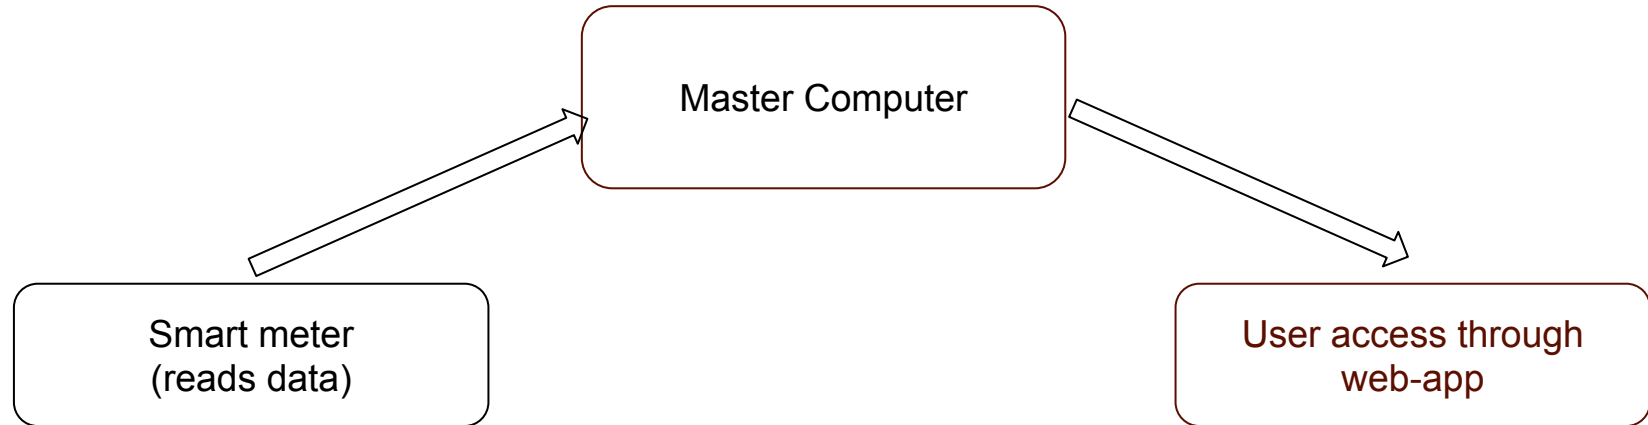 Master Computer
Smart meter
(reads data)
User access through
web-app